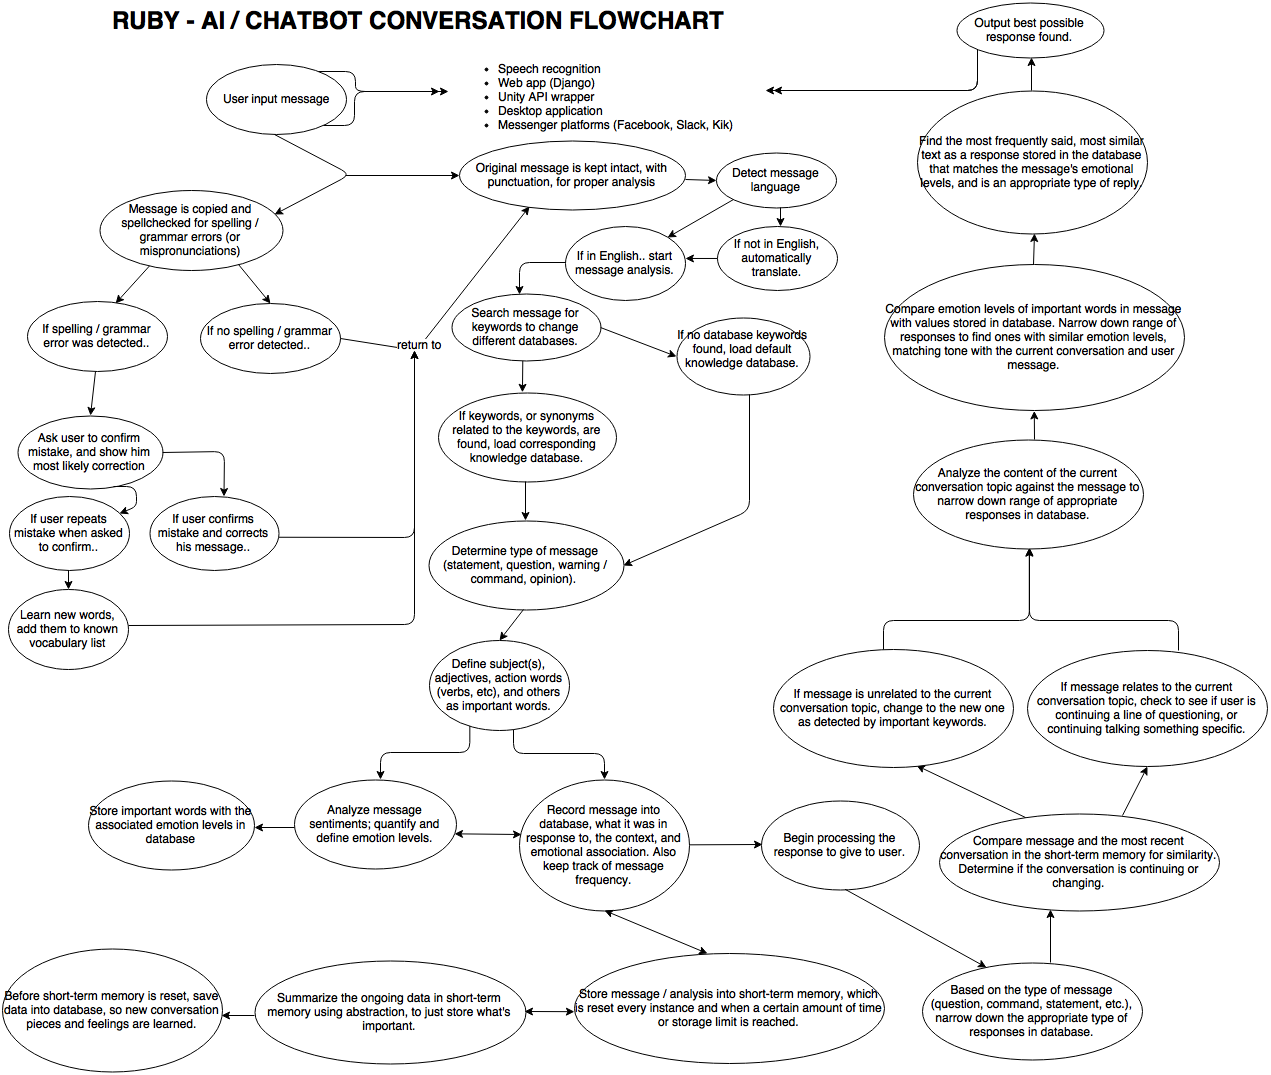 RUBY - AI / CHATBOT CONVERSATION FLOWCHART
Output best possible
response found.
User input message
• Speech recognition
• Web app (Django)
• Unity API wrapper
• Desktop application
• Messenger platforms (Facebook, Slack, Kik)
Find the most frequently said, most similar
text as a response stored in the database
that matches the message's emotional
levels, and is an appropriate type of reply.
Original message is kept intact, with
punctuation, for proper analysis
Detect message
language
Message is copied and
spellchecked for spelling /
grammar errors (or
mispronunciations)
If in English.. start
message analysis.
If not in English,
automatically
translate.
If spelling / grammar
error was detected..
If no spelling / grammar
error detected..
return to
Search message for
keywords to change
different databases.
If no database keywords
found, load default
knowledge database.
Compare emotion levels of important words in message
with values stored in database. Narrow down range of
responses to find ones with similar emotion levels,
matching tone with the current conversation and user
message.
Ask user to confirm
mistake, and show him
most likely correction
If keywords, or synonyms
related to the keywords, are
found, load corresponding
knowledge database.
Analyze the content of the current
conversation topic against the message to
narrow down range of appropriate
responses in database.
If user repeats
mistake when asked
to confirm..
If user confirms
mistake and corrects
his message..
Determine type of message
(statement, question, warning /
command, opinion).
Learn new words,
add them to known
vocabulary list
Define subject(s),
adjectives, action words
(verbs, etc), and others
as important words.
If message is unrelated to the current
conversation topic, change to the new one
as detected by important keywords.
If message relates to the current
conversation topic, check to see if user is
continuing a line of questioning, or
continuing talking something specific.
Store important words with the
associated emotion levels in
database
Analyze message
sentiments; quantify and
define emotion levels.
Record message into
database, what it was in
response to, the context, and
emotional association. Also
keep track of message
frequency.
Begin processing the
response to give to user.
Compare message and the most recent
conversation in the short-term memory for similarity.
Determine if the conversation is continuing or
changing.
Before short-term memory is reset, save
data into database, so new conversation
pieces and feelings are learned.
Summarize the ongoing data in short-term
memory using abstraction, to just store what's
important.
Store message / analysis into short-term memory, which
is reset every instance and when a certain amount of time
or storage limit is reached.
Based on the type of message
(question, command, statement, etc.),
narrow down the appropriate type of
responses in database.